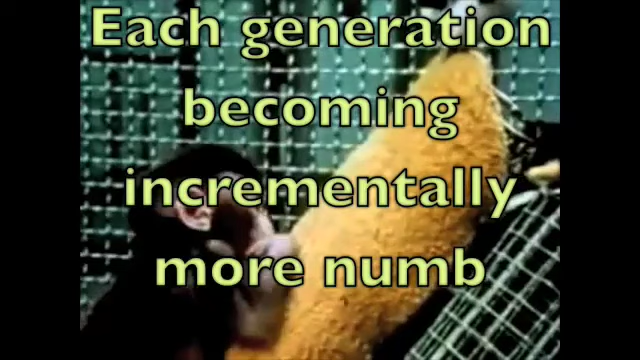 Each generation
becoming
incrementally
more numb